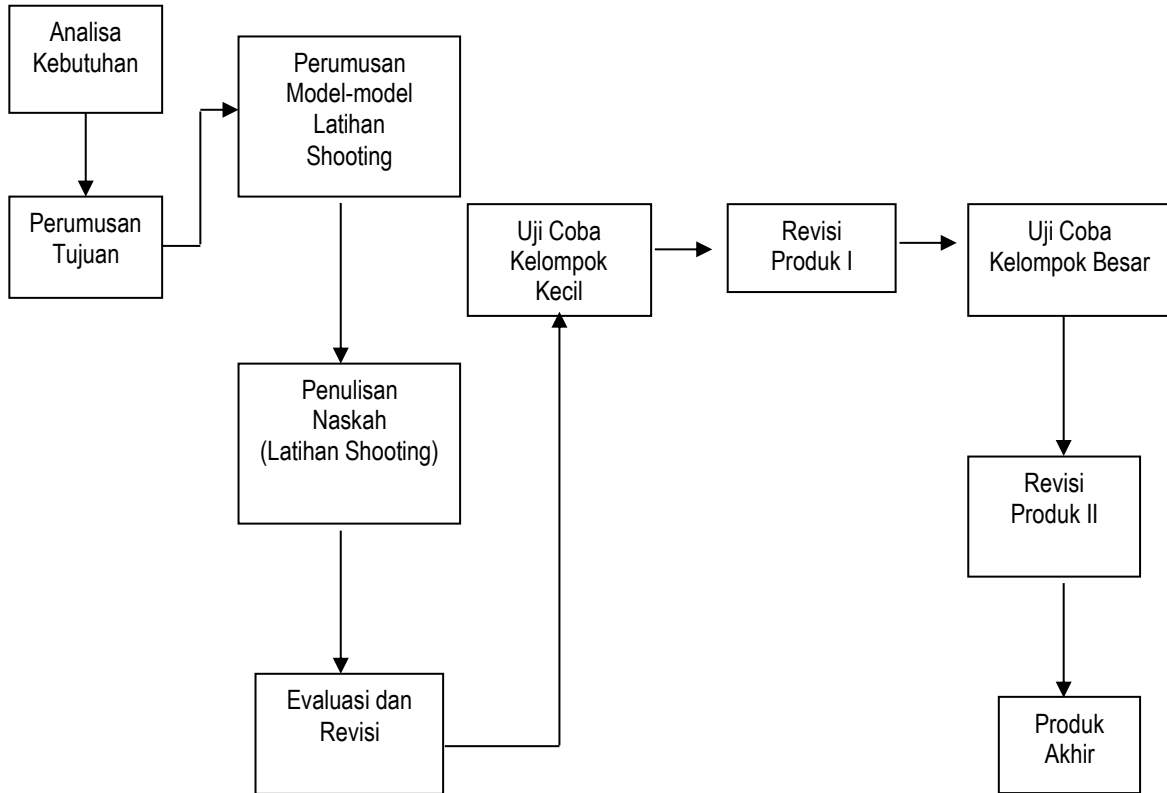 Analisa
Kebutuhan
Perumusan
Tujuan
Perumusan
Model-model
Latihan
Shooting
Penulisan
Naskah
(Latihan Shooting)
Evaluasi dan
Revisi
Uji Coba
Kelompok
Kecil
Revisi
Produk I
Uji Coba
Kelompok Besar
Revisi
Produk II
Produk
Akhir